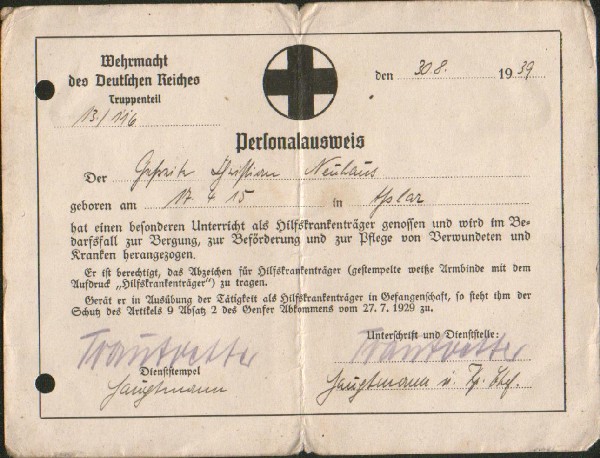 Wehrmacht
des Deutschen Reiches
Truppenteil
13./116
den 30 8. 1939
Personalausweis
Der Gefreite Christian Neuhaus
geboren am 17 4 15 in Aslar
hat einen besonderen Unterricht als Hilfskrankenträger genossen und wird im Be-
darfsfall zur Bergung, zur Beförderung und zur Pflege von Verwundeten und
Kranken herangezogen.
Er ist berechtigt, das Abzeichen für Hilfskrankenträger (gestempelte weiße Armbinde mit dem
Aufdruck „Hilfskrankenträger") zu tragen.
Gerät er in Ausübung der Tätigkeit als Hilfskrankenträger in Gefangenschaft, so steht ihm der
Schutz des Artikels 9 Absatz 2 des Genfer Abkommens vom 27. 7. 1929 zu.
Trautvetter
Dienststempel
Hauptmann
Unterschrift und Dienststelle:
Trautvetter
Hauptmann u. Kp. Chef.